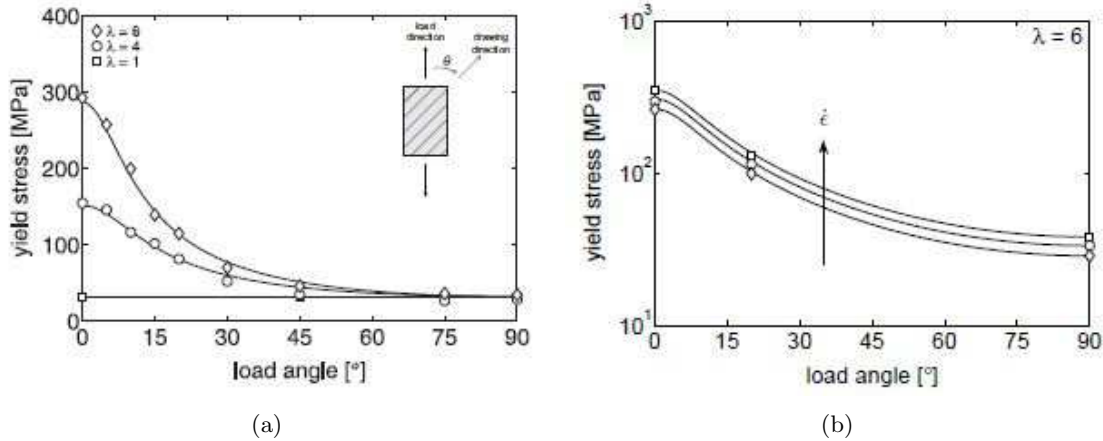 400
300
200
100
0
yield stress [MPa]
λ = 6
λ = 4
λ = 1
load
direction
drawing
direction
θ
0 15 30 45 60 75 90
load angle [°]
(a)
10³
10²
10¹
yield stress [MPa]
λ = 6
ε̇
0 15 30 45 60 75 90
load angle [°]
(b)